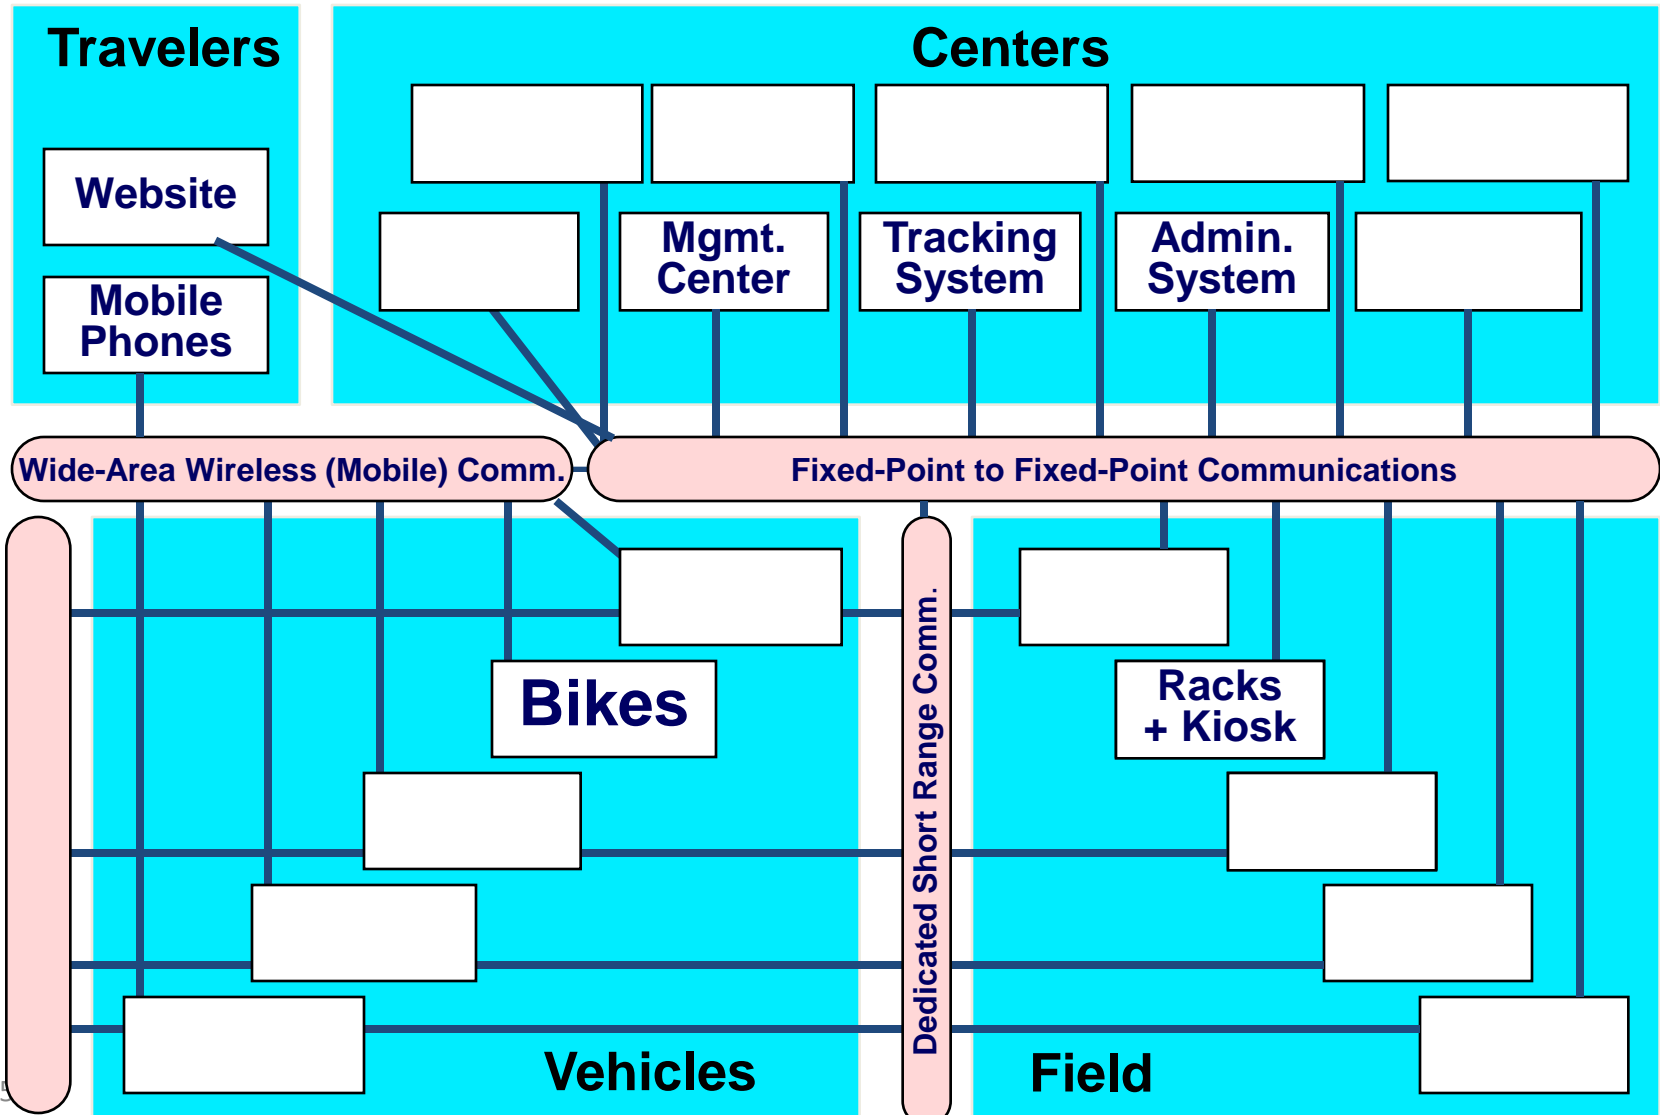 Travelers
Centers
Website
Mobile
Phones
Mgmt.
Center
Tracking
System
Admin.
System
Wide-Area Wireless (Mobile) Comm.
Fixed-Point to Fixed-Point Communications
Dedicated Short Range Comm.
Bikes
Racks
+ Kiosk
Vehicles
Field